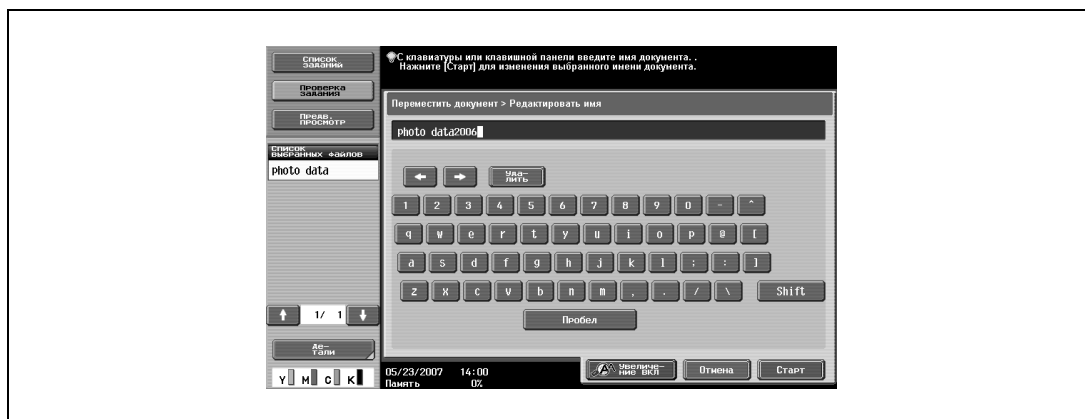 Список
заданий
Проверка
задания
Предв.
просмотр
Список
выбранных файлов
photo data
1/ 1
Де-
тали
Y M C K
С клавиатуры или клавишной панели введите имя документа. .
Нажмите [Старт] для изменения выбранного имени документа.
Переместить документ > Редактировать имя
photo data2006
Уда-
лить
1 2 3 4 5 6 7 8 9 0 - ^
q w e r t y u i o p @ [
a s d f g h j k l ; : ]
z x c v b n m , . / \ Shift
Пробел
05/23/2007 14:00
Память 0%
Увеличе-
ние ВКЛ
Отмена
Старт